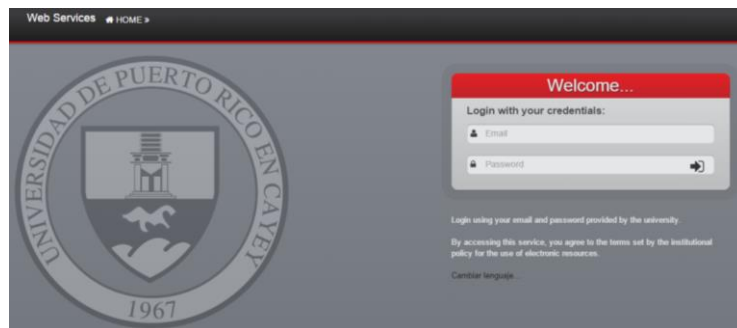 Web Services HOME »
UNIVERSIDAD DE PUERTO RICO EN CAYEY
1967
Welcome...
Login with your credentials:
Email
Password
Login using your email and password provided by the university.
By accessing this service, you agree to the terms set by the institutional
policy for the use of electronic resources.
Cambiar lenguaje...